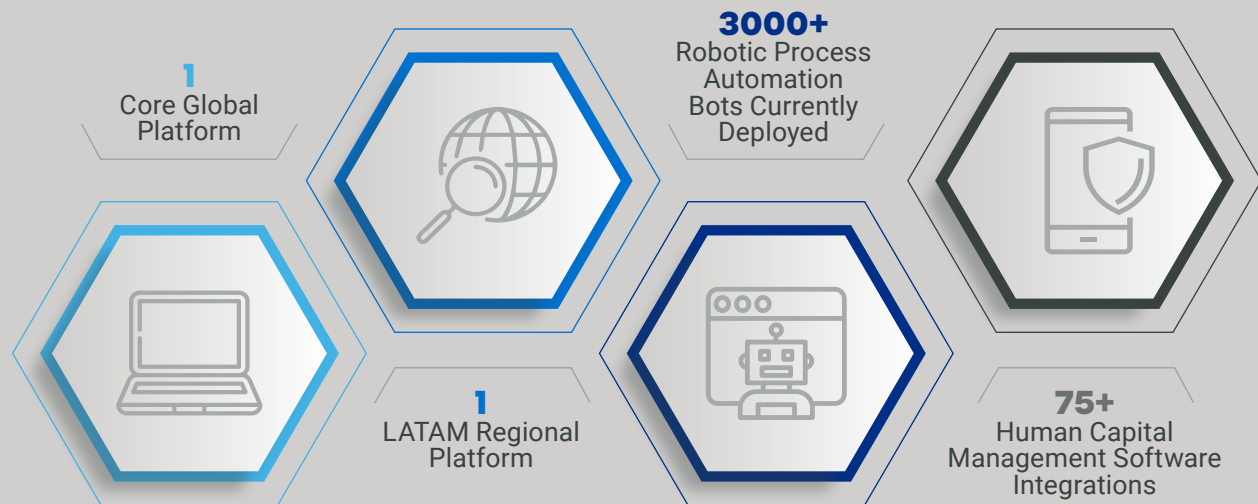 1
Core Global
Platform
1
LATAM Regional
Platform
3000+
Robotic Process
Automation
Bots Currently
Deployed
75+
Human Capital
Management Software
Integrations